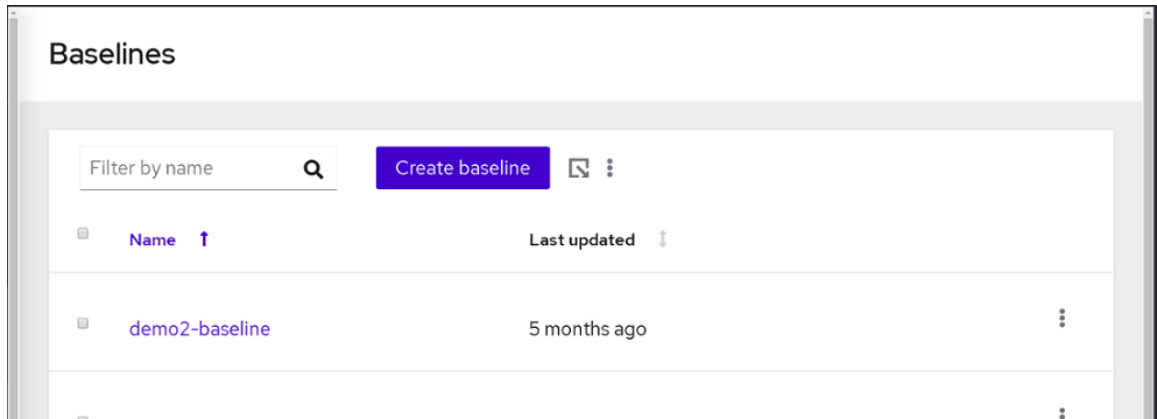 Baselines
Filter by name
Create baseline
Name
Last updated
demo2-baseline
5 months ago